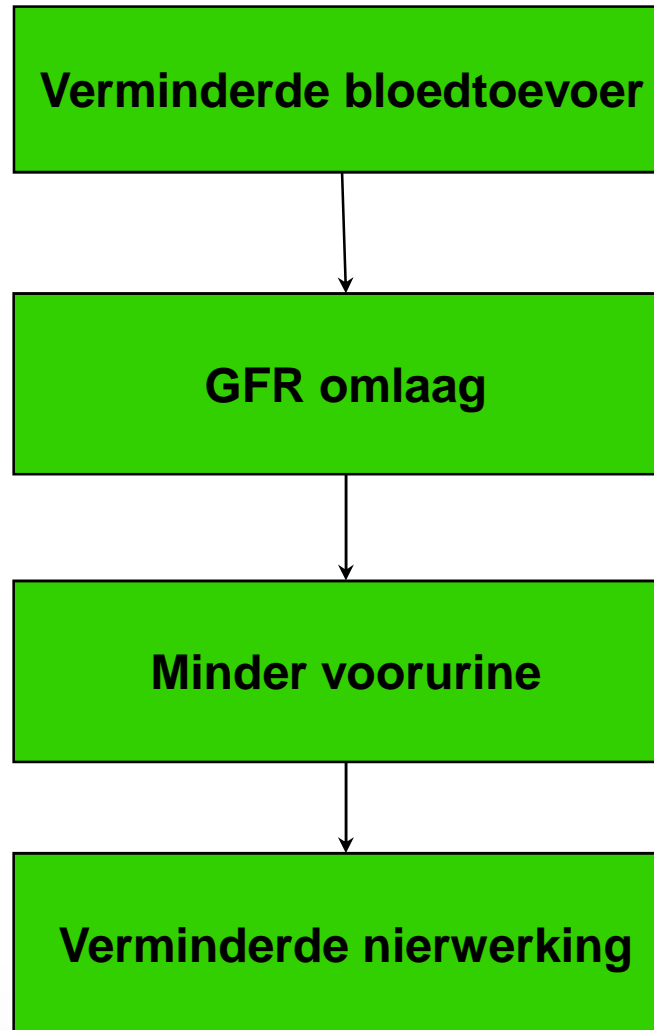 Verminderde bloedtoevoer
GFR omlaag
Minder voorurine
Verminderde nierwerking